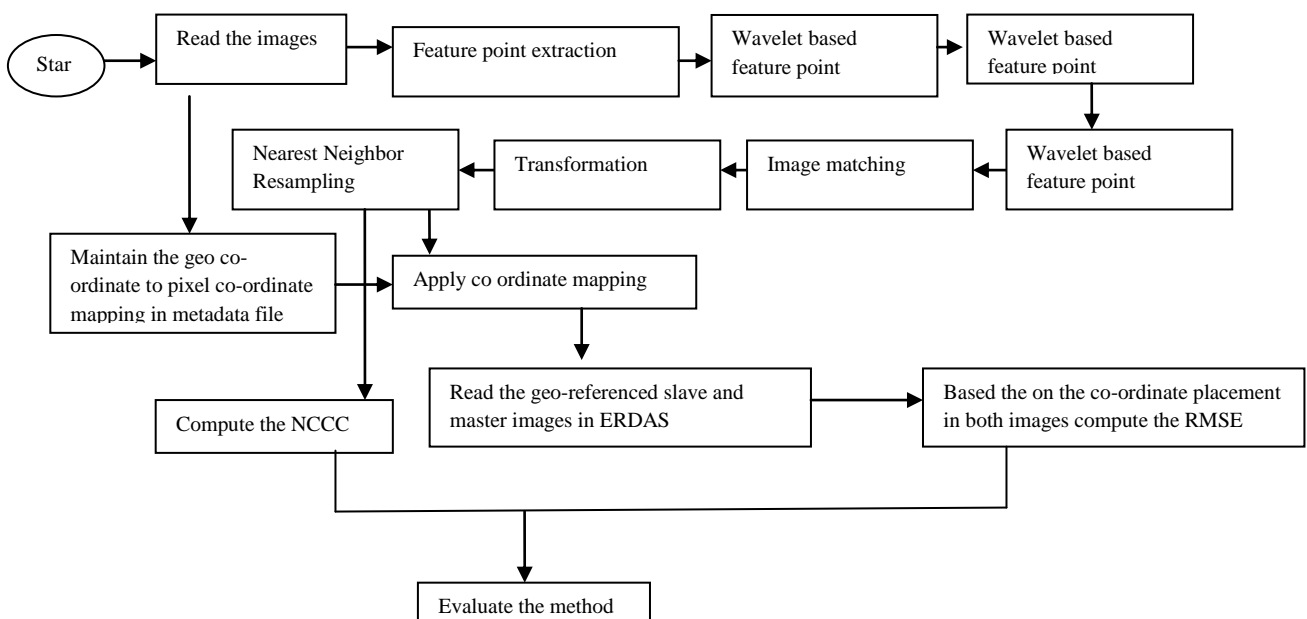 Star
Read the images
Feature point extraction
Wavelet based
feature point
Wavelet based
feature point
Wavelet based
feature point
Image matching
Transformation
Nearest Neighbor
Resampling
Maintain the geo co-
ordinate to pixel co-ordinate
mapping in metadata file
Apply co ordinate mapping
Read the geo-referenced slave and
master images in ERDAS
Based the on the co-ordinate placement
in both images compute the RMSE
Compute the NCCC
Evaluate the method